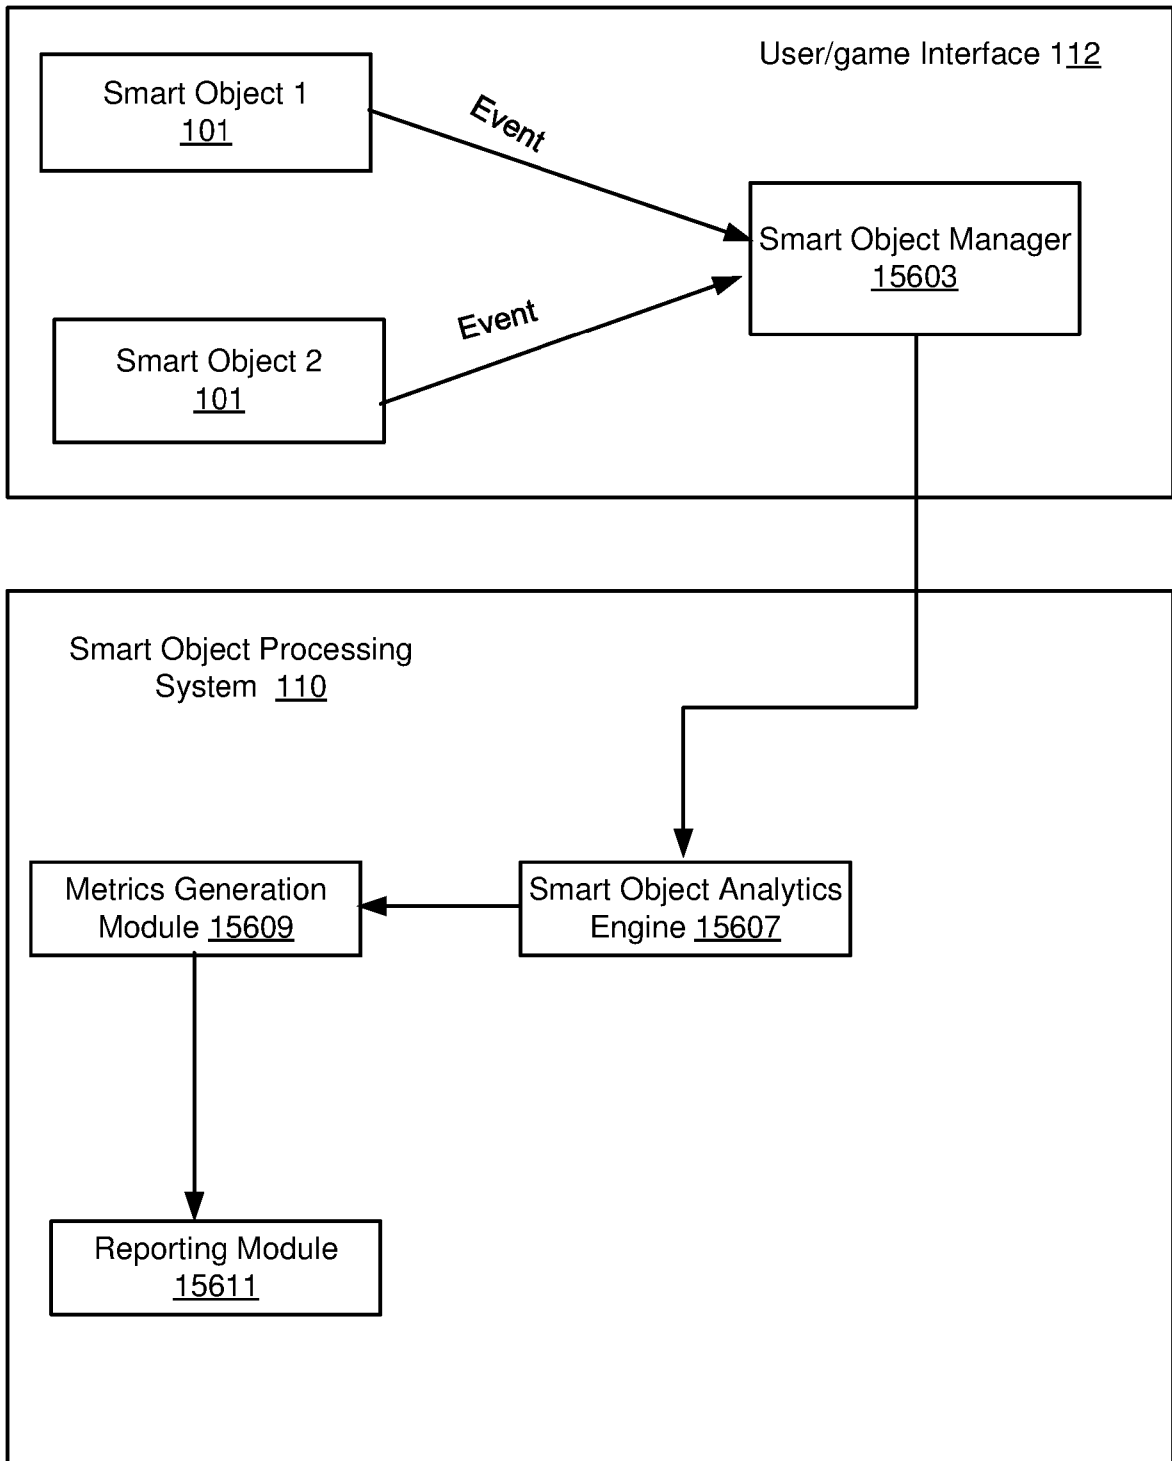 User/game Interface 112
Smart Object 1
101
Event
Smart Object Manager
15603
Event
Smart Object 2
101
Smart Object Processing
System 110
Metrics Generation
Module 15609
Smart Object Analytics
Engine 15607
Reporting Module
15611